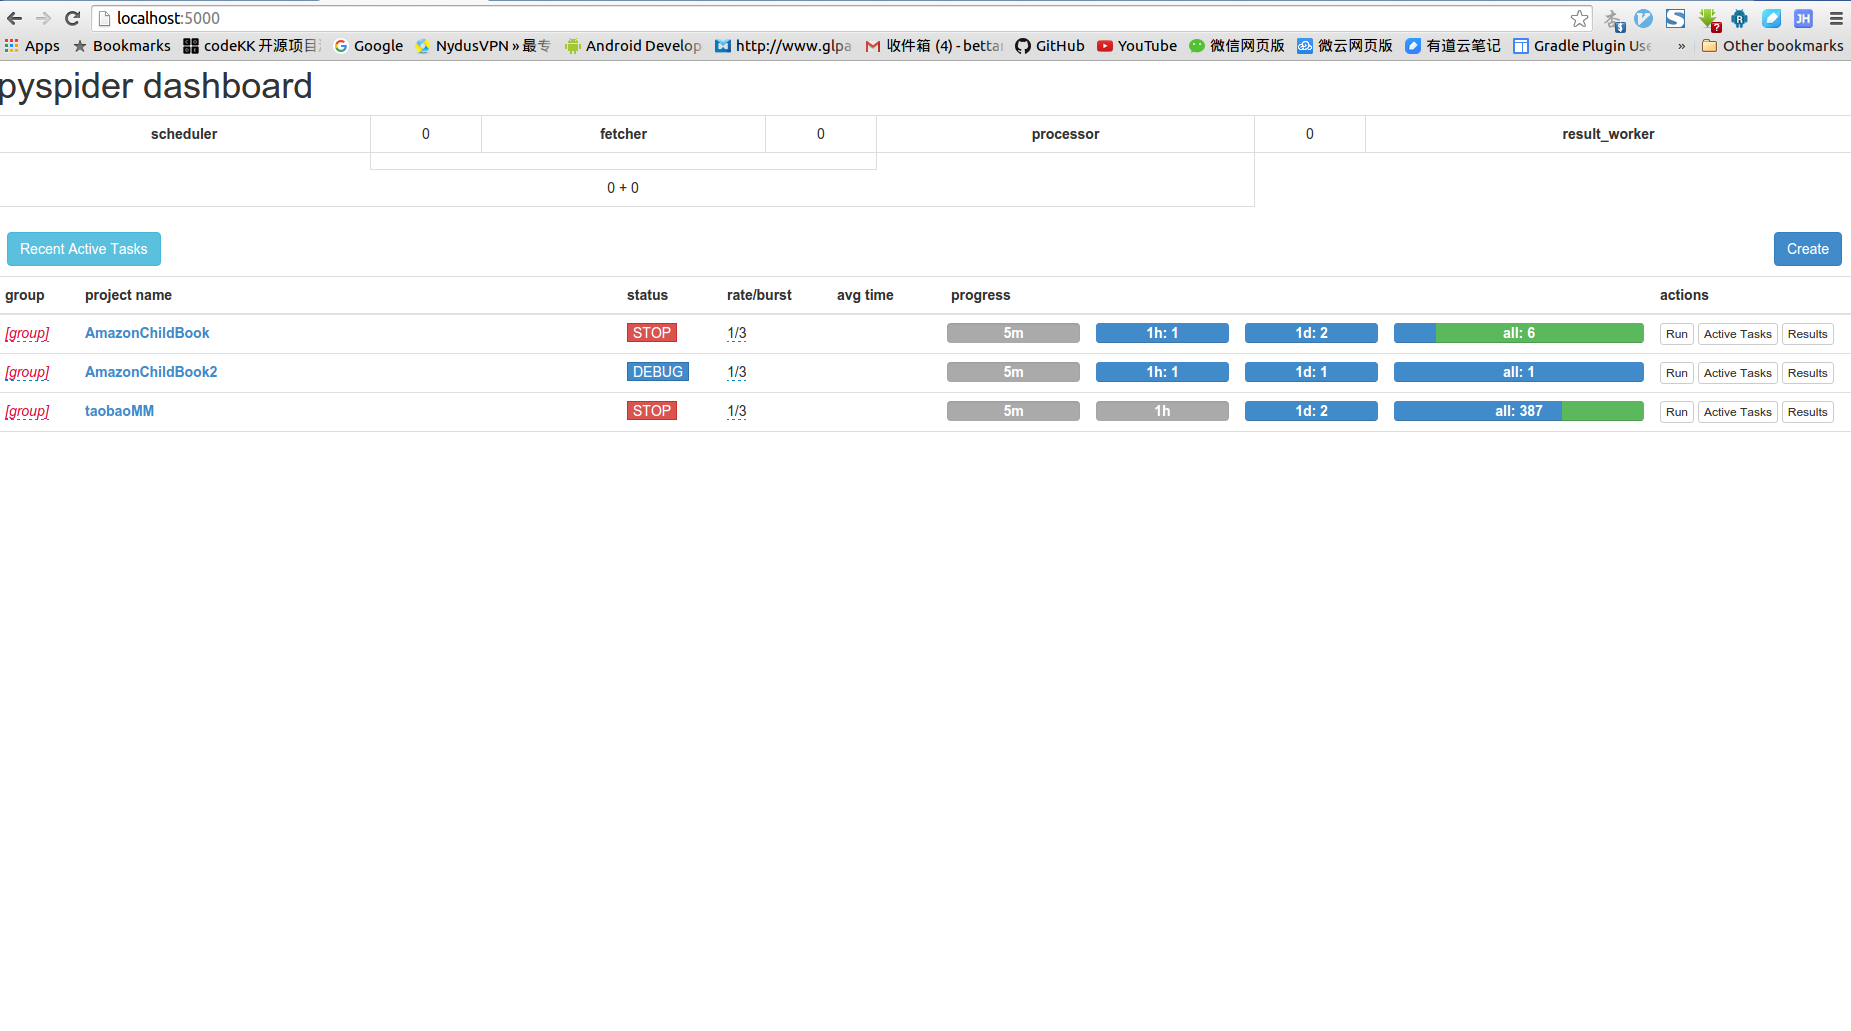 localhost:5000
Apps Bookmarks codeKK 开源项目 Google NydusVPN » 最专 Android Develop http://www.glpa 收件箱 (4) - betta GitHub YouTube 微信网页版 微云网页版 有道云笔记 Gradle Plugin Use » Other bookmarks
pyspider dashboard
scheduler 0 fetcher 0 processor 0 result_worker
0 + 0
Recent Active Tasks Create
group project name status rate/burst avg time progress actions
[group] AmazonChildBook STOP 1/3 5m 1h: 1 1d: 2 all: 6 Run Active Tasks Results
[group] AmazonChildBook2 DEBUG 1/3 5m 1h: 1 1d: 1 all: 1 Run Active Tasks Results
[group] taobaoMM STOP 1/3 5m 1h 1d: 2 all: 387 Run Active Tasks Results